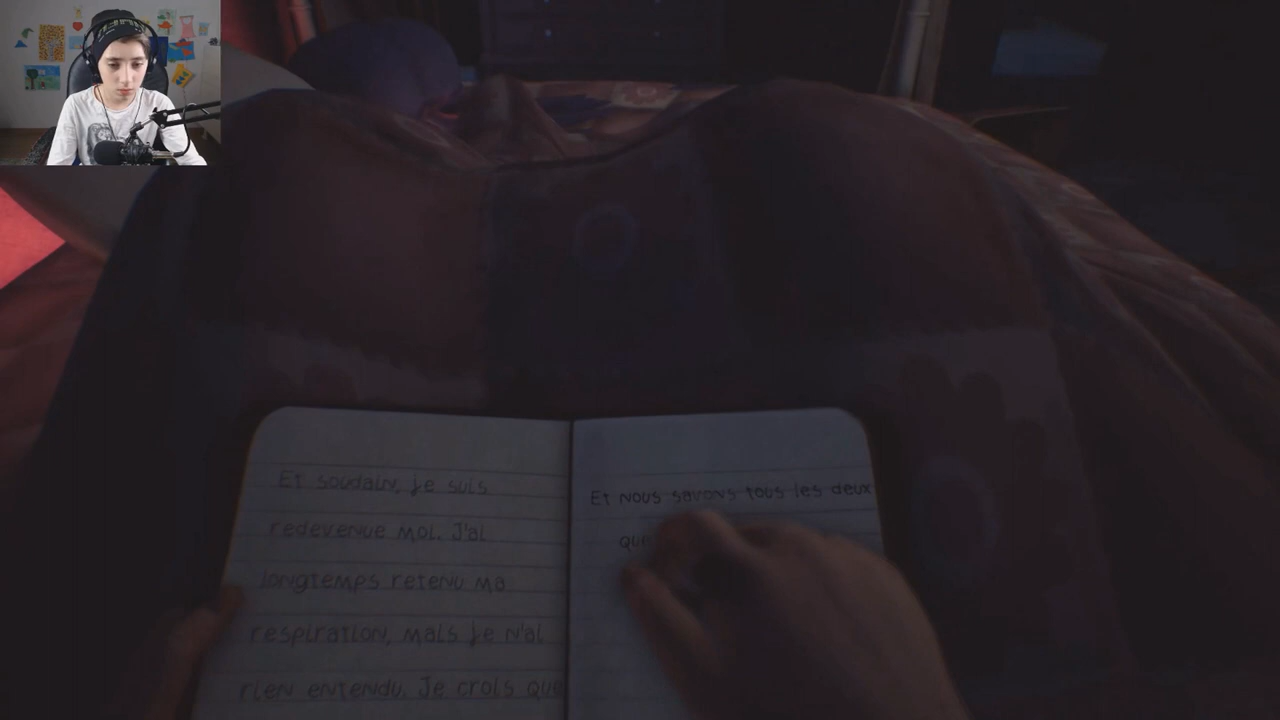 Et soudain, je suis
redevenue moi. J'ai
longtemps retenu ma
respiration, mais je n'ai
rien entendu. Je crois que
Et nous savons tous les deux